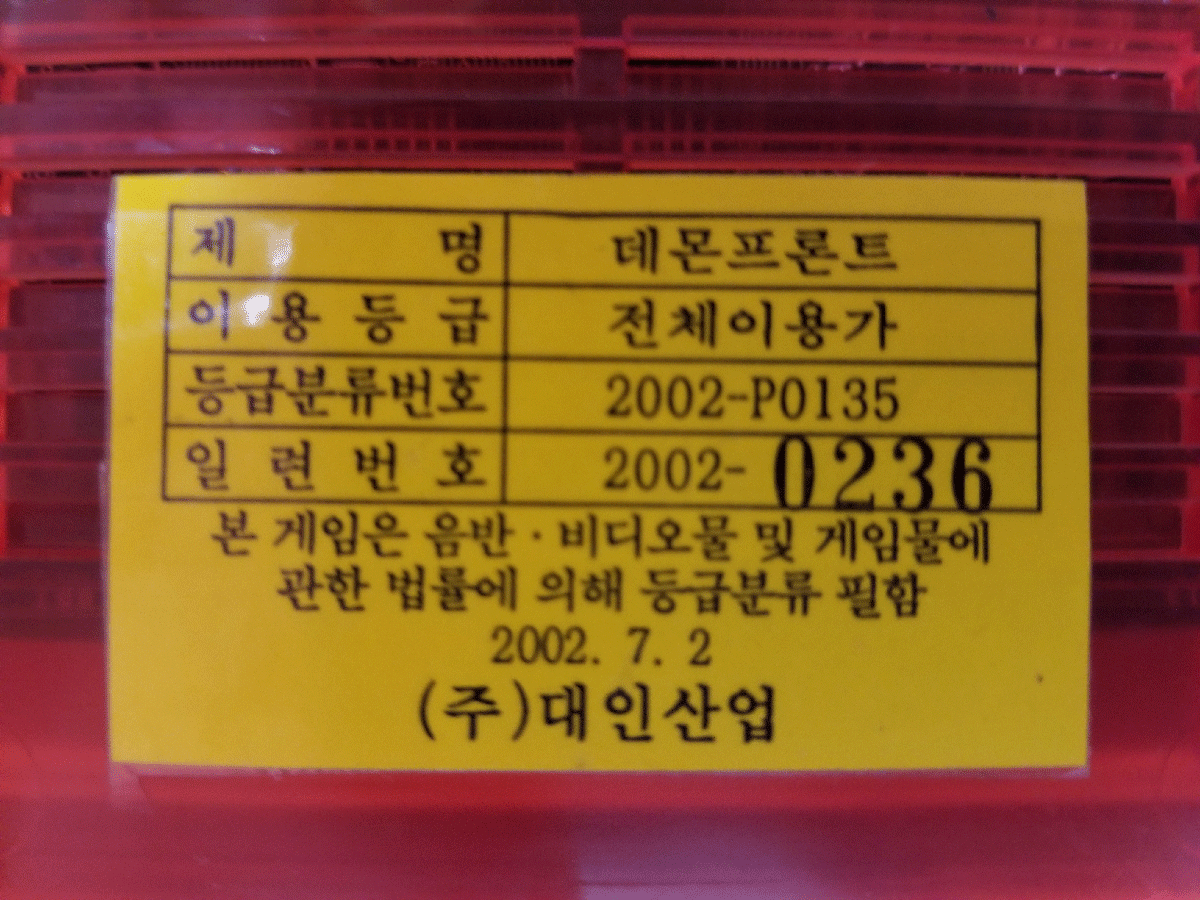 제 명 데몬프론트
이 용 등 급 전체이용가
등급분류번호 2002-P0135
일 련 번 호 2002- 0236
본 게임은 음반·비디오물 및 게임물에
관한 법률에 의해 등급분류 필함
2002. 7. 2
(주)대인산업